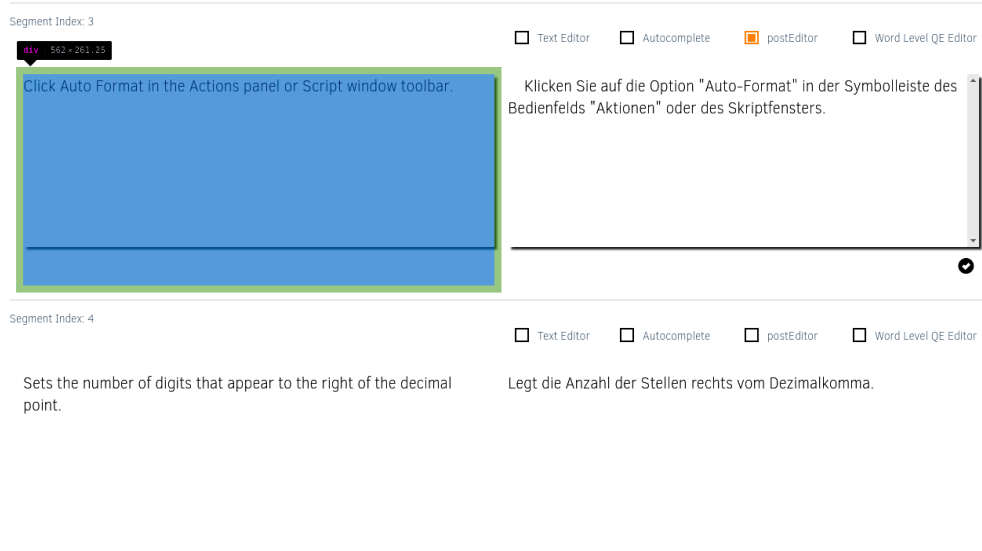 Segment Index: 3
Text Editor Autocomplete postEditor Word Level QE Editor
div 562×261.25
Click Auto Format in the Actions panel or Script window toolbar.
Klicken Sie auf die Option "Auto-Format" in der Symbolleiste des
Bedienfelds "Aktionen" oder des Skriptfensters.
Segment Index: 4
Text Editor Autocomplete postEditor Word Level QE Editor
Sets the number of digits that appear to the right of the decimal
point.
Legt die Anzahl der Stellen rechts vom Dezimalkomma.